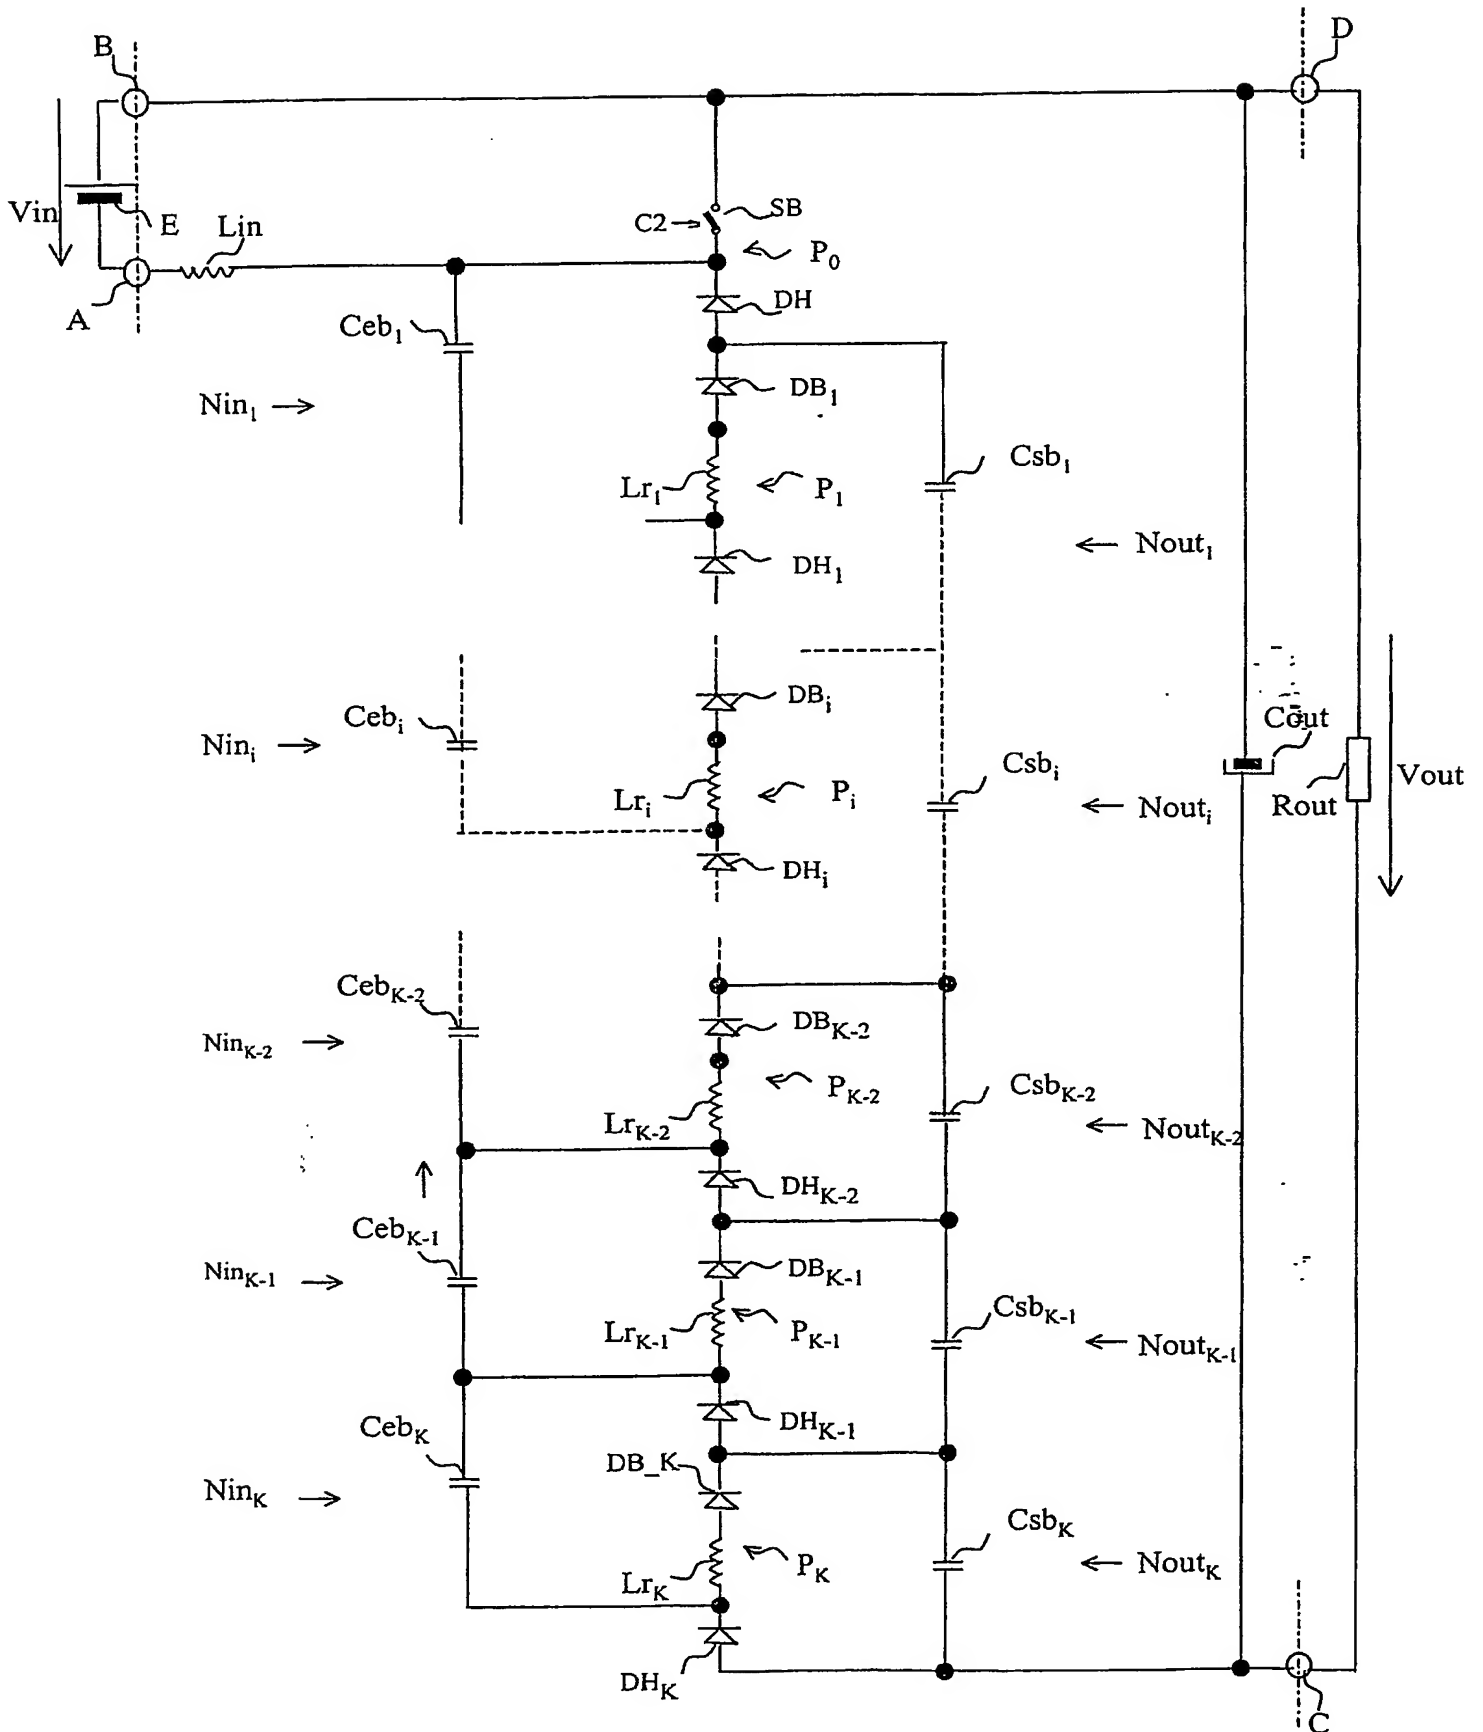 B
D
Vin
E
Lin
C2
SB
P0
A
DH
Ceb1
DB1
Nin1
Csb1
Lr1
P1
Nout1
DH1
DBi
Cebi
Nini
Csbi
Cout
Lri
Pi
Nouti
Rout
Vout
DHi
CebK-2
DBK-2
NinK-2
PK-2
CsbK-2
LrK-2
NoutK-2
DHK-2
CebK-1
DBK-1
NinK-1
CsbK-1
LrK-1
PK-1
NoutK-1
DHK-1
CebK
DB_K
NinK
CsbK
LrK
PK
NoutK
DHK
C